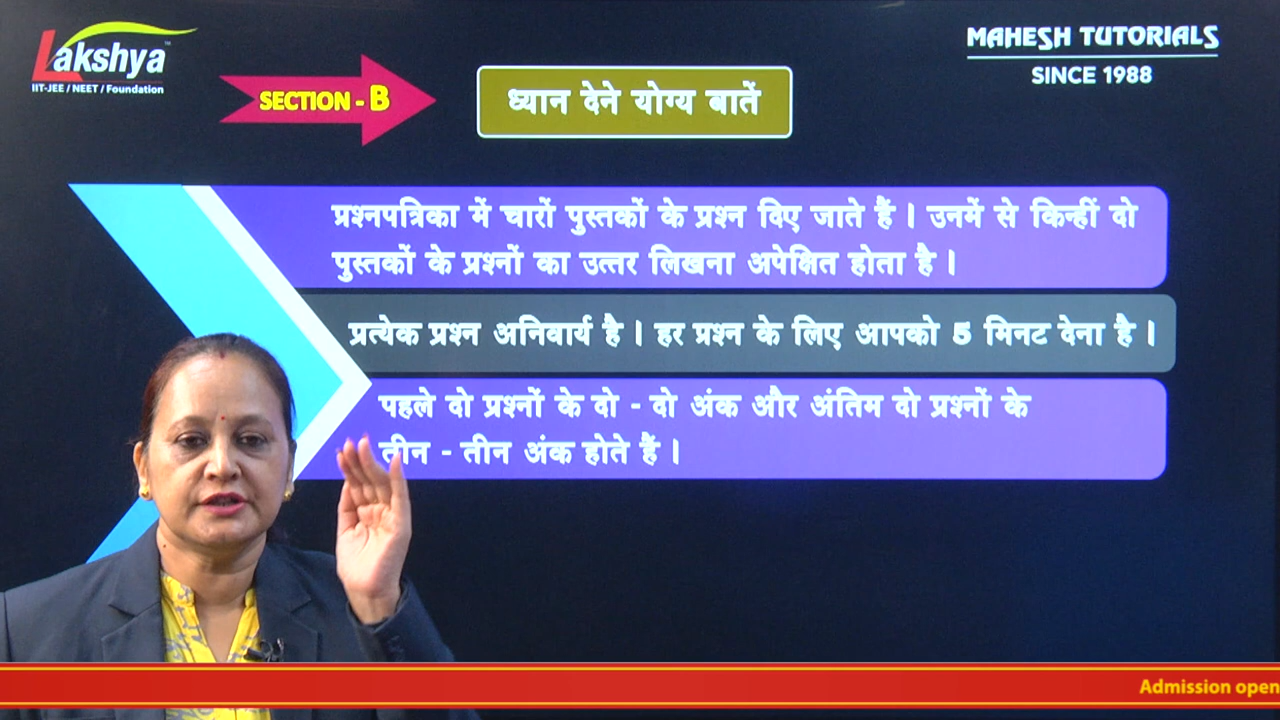 Lakshya
IIT-JEE / NEET / Foundation
MAHESH TUTORIALS
SINCE 1988
SECTION - B
ध्यान देने योग्य बातें
प्रश्नपत्रिका में चारों पुस्तकों के प्रश्न दिए जाते हैं । उनमें से किन्हीं दो
पुस्तकों के प्रश्नों का उत्तर लिखना अपेक्षित होता है ।
प्रत्येक प्रश्न अनिवार्य है । हर प्रश्न के लिए आपको 5 मिनट देना है ।
पहले दो प्रश्नों के दो - दो अंक और अंतिम दो प्रश्नों के
तीन - तीन अंक होते हैं ।
Admission open